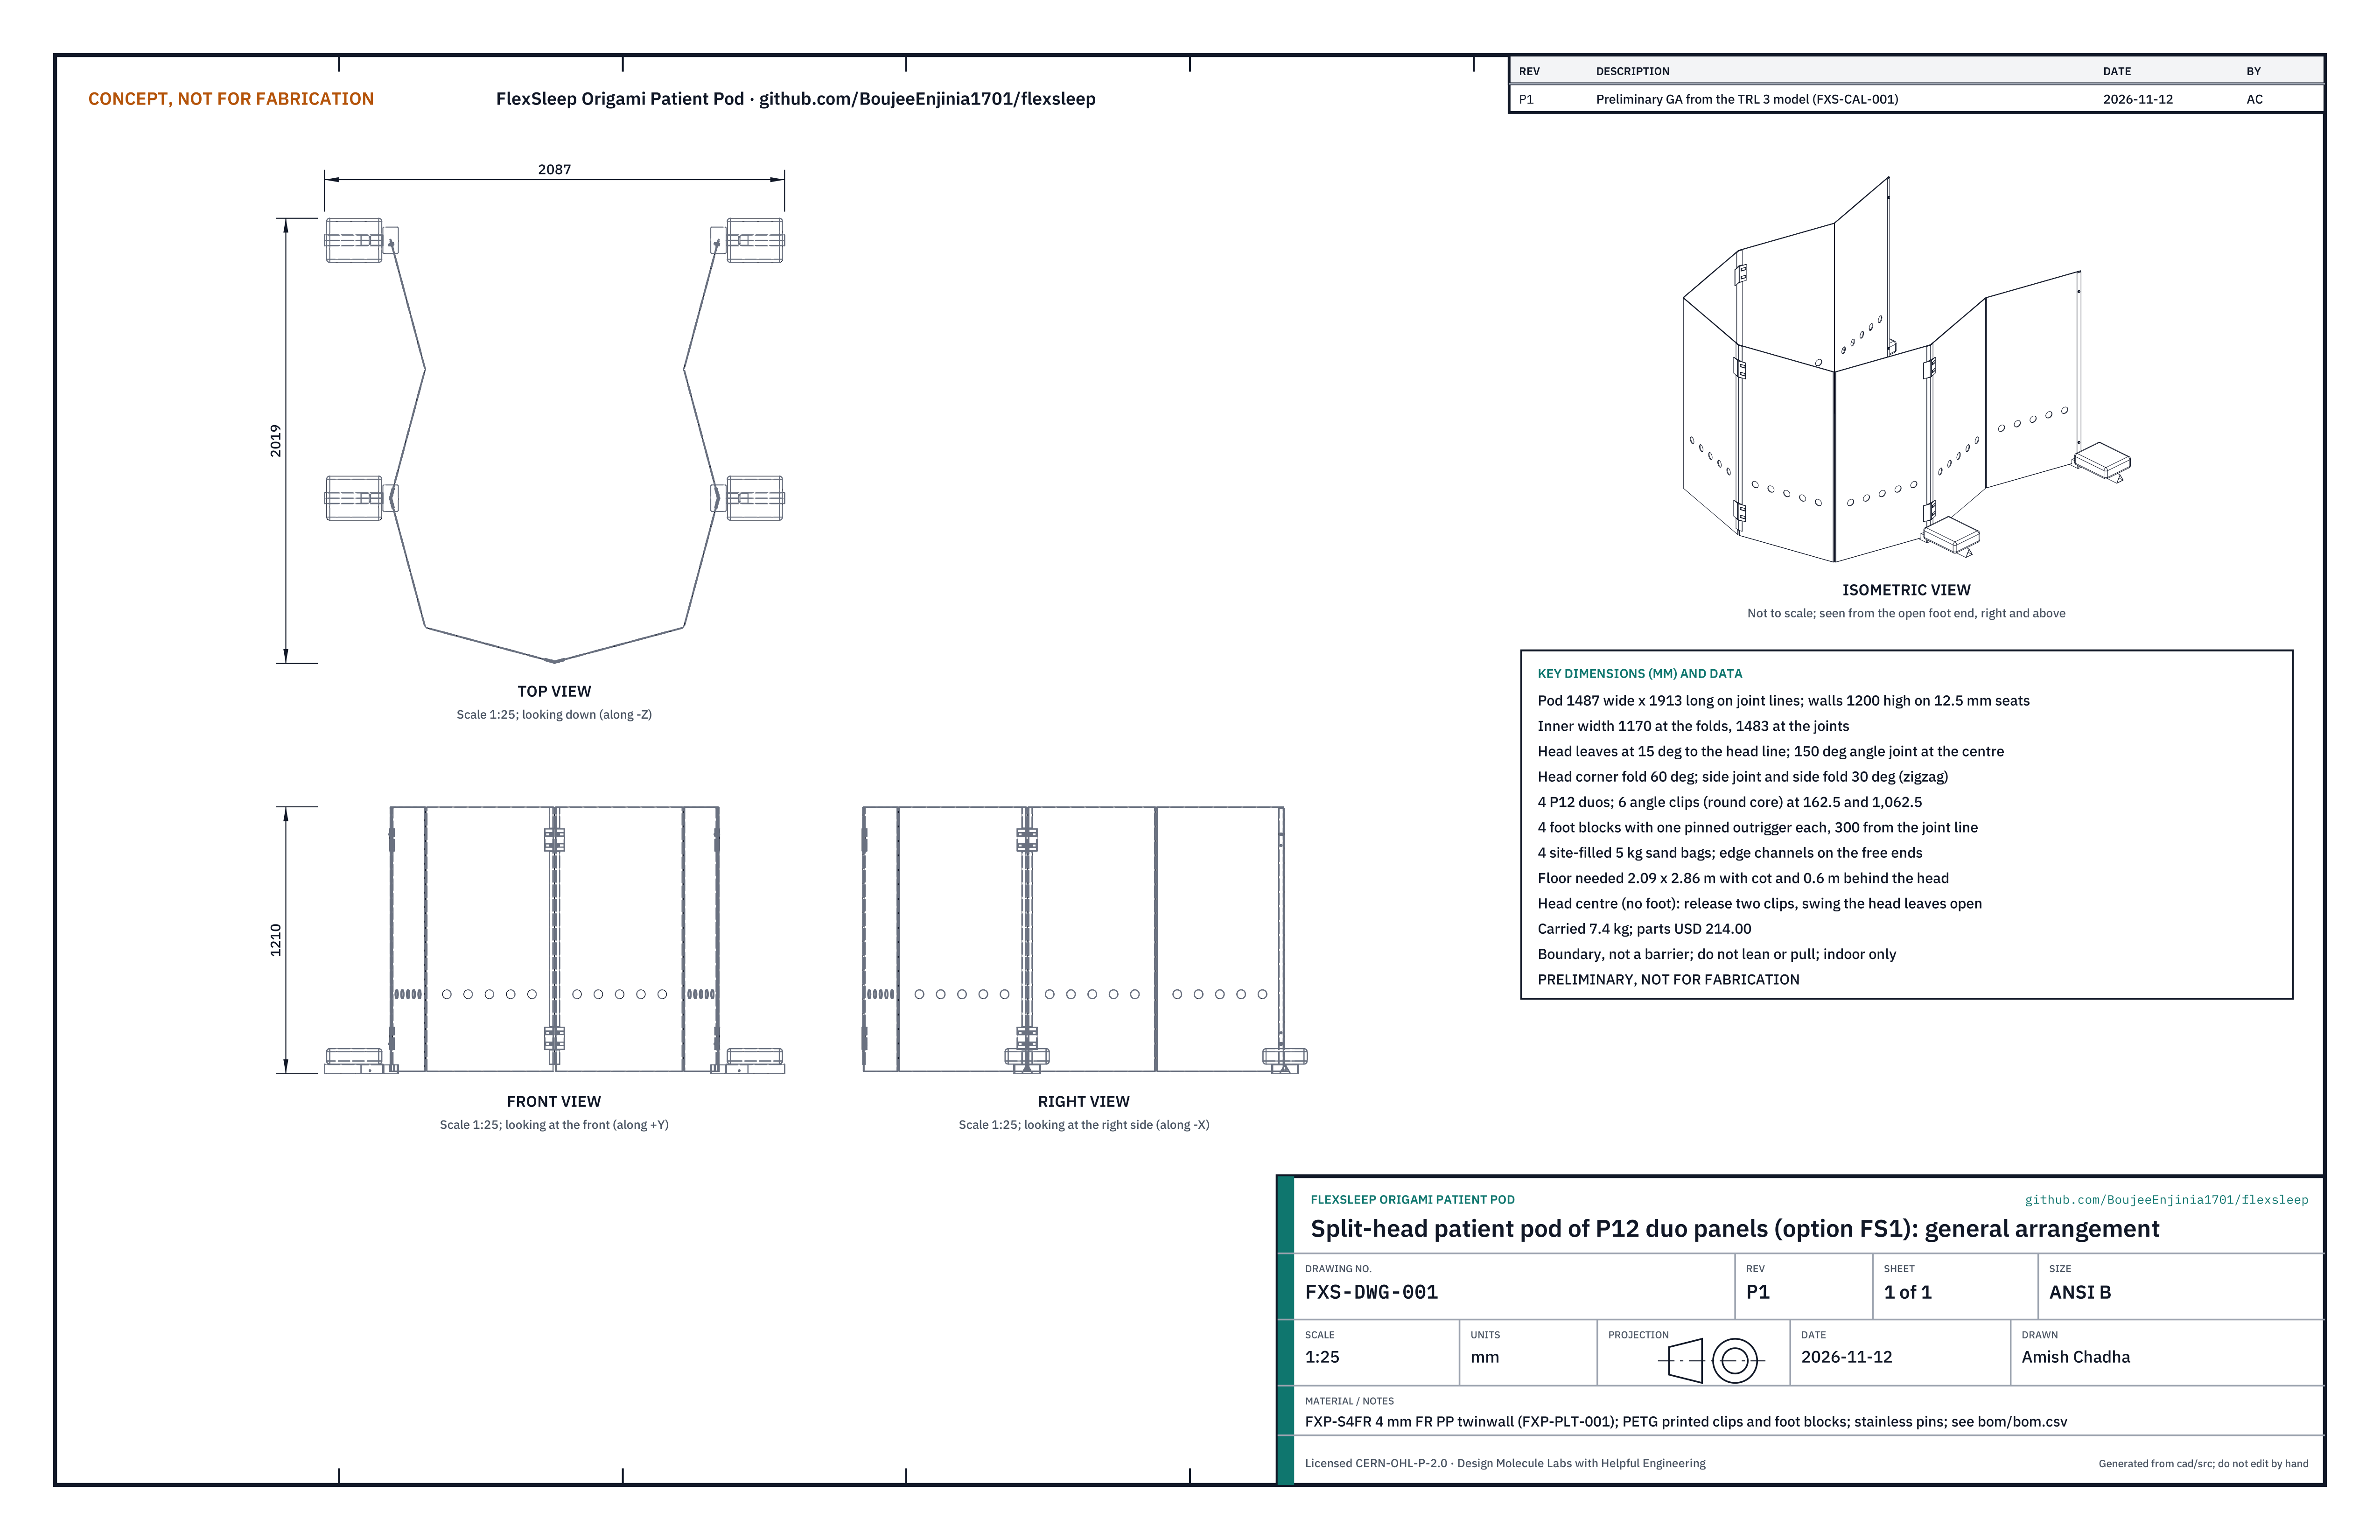 CONCEPT, NOT FOR FABRICATION
FlexSleep Origami Patient Pod · github.com/BoujeeEnjinia1701/flexsleep
REV DESCRIPTION DATE BY
P1 Preliminary GA from the TRL 3 model (FXS-CAL-001) 2026-11-12 AC
2087
2019
TOP VIEW
Scale 1:25; looking down (along -Z)
ISOMETRIC VIEW
Not to scale; seen from the open foot end, right and above
KEY DIMENSIONS (MM) AND DATA
Pod 1487 wide x 1913 long on joint lines; walls 1200 high on 12.5 mm seats
Inner width 1170 at the folds, 1483 at the joints
Head leaves at 15 deg to the head line; 150 deg angle joint at the centre
Head corner fold 60 deg; side joint and side fold 30 deg (zigzag)
4 P12 duos; 6 angle clips (round core) at 162.5 and 1,062.5
4 foot blocks with one pinned outrigger each, 300 from the joint line
4 site-filled 5 kg sand bags; edge channels on the free ends
Floor needed 2.09 x 2.86 m with cot and 0.6 m behind the head
Head centre (no foot): release two clips, swing the head leaves open
Carried 7.4 kg; parts USD 214.00
Boundary, not a barrier; do not lean or pull; indoor only
PRELIMINARY, NOT FOR FABRICATION
1210
FRONT VIEW
Scale 1:25; looking at the front (along +Y)
RIGHT VIEW
Scale 1:25; looking at the right side (along -X)
FLEXSLEEP ORIGAMI PATIENT POD
github.com/BoujeeEnjinia1701/flexsleep
Split-head patient pod of P12 duo panels (option FS1): general arrangement
DRAWING NO. REV SHEET SIZE
FXS-DWG-001 P1 1 of 1 ANSI B
SCALE UNITS PROJECTION DATE DRAWN
1:25 mm 2026-11-12 Amish Chadha
MATERIAL / NOTES
FXP-S4FR 4 mm FR PP twinwall (FXP-PLT-001); PETG printed clips and foot blocks; stainless pins; see bom/bom.csv
Licensed CERN-OHL-P-2.0 · Design Molecule Labs with Helpful Engineering
Generated from cad/src; do not edit by hand